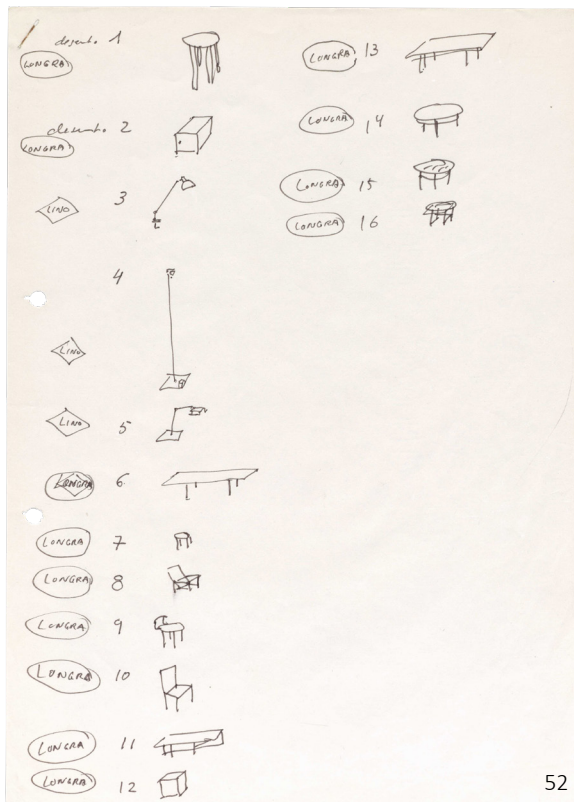 desenho 1
LONGRA
desenho 2
LONGRA
3
LINO
4
LINO
LINO
5
LONGRA 6
LONGRA 7
LONGRA 8
LONGRA 9
LONGRA 10
LONGRA 11
LONGRA 12
LONGRA 13
LONGRA 14
LONGRA 15
LONGRA 16
52